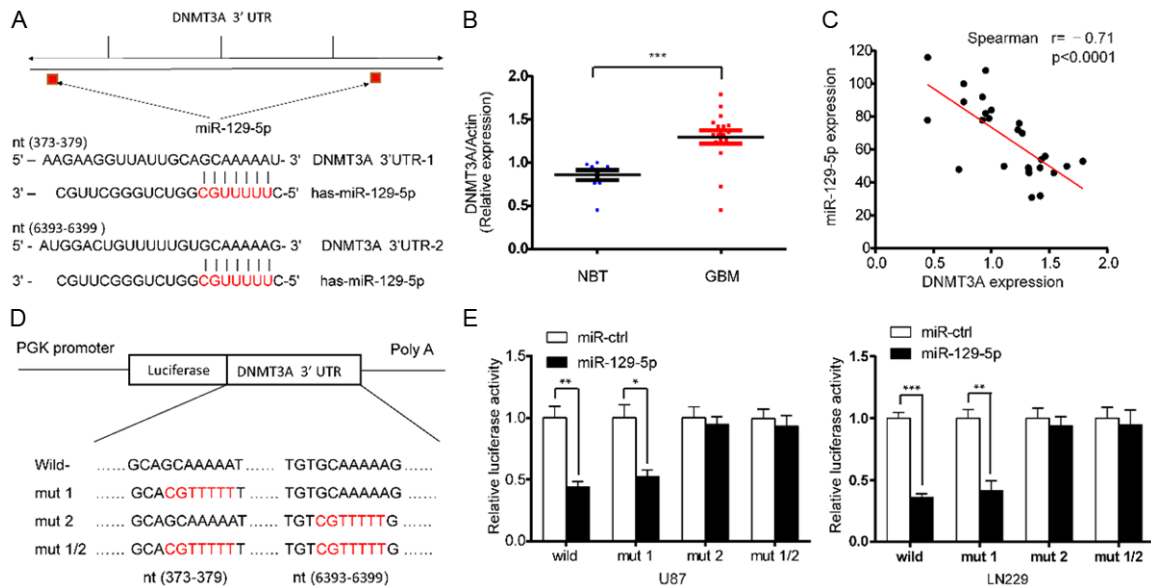 A
DNMT3A 3' UTR
miR-129-5p
nt (373-379)
5' – AAGAAGGUUAUUGCAGCAAAAAU- 3' DNMT3A 3'UTR-1
3' – CGUUCGGGUCUGGCGUUUUUC-5' has-miR-129-5p
nt (6393-6399)
5' - AUGGACUGUUUUUGUGCAAAAAG- 3' DNMT3A 3'UTR-2
3' - CGUUCGGGUCUGGCGUUUUUC-5' has-miR-129-5p
B
***
DNMT3A/Actin
(Relative expression)
2.0
1.5
1.0
0.5
0.0
NBT GBM
C
Spearman r= −0.71
p<0.0001
miR-129-5p expression
120
100
80
60
40
20
0
0.0 0.5 1.0 1.5 2.0
DNMT3A expression
D
PGK promoter
Poly A
Luciferase DNMT3A 3' UTR
Wild- ......GCAGCAAAAAT...... TGTGCAAAAAG......
mut 1 ...... GCACGTTTTTT ...... TGTGCAAAAAG ......
mut 2 ...... GCAGCAAAAAT ...... TGTCGTTTTTG ......
mut 1/2 ...... GCACGTTTTTT ...... TGTCGTTTTTG ......
nt (373-379) nt (6393-6399)
E
miR-ctrl
miR-129-5p
Relative luciferase activity
1.5
1.0
0.5
0.0
** *
wild mut 1 mut 2 mut 1/2
U87
miR-ctrl
miR-129-5p
Relative luciferase activity
1.5
1.0
0.5
0.0
*** **
wild mut 1 mut 2 mut 1/2
LN229